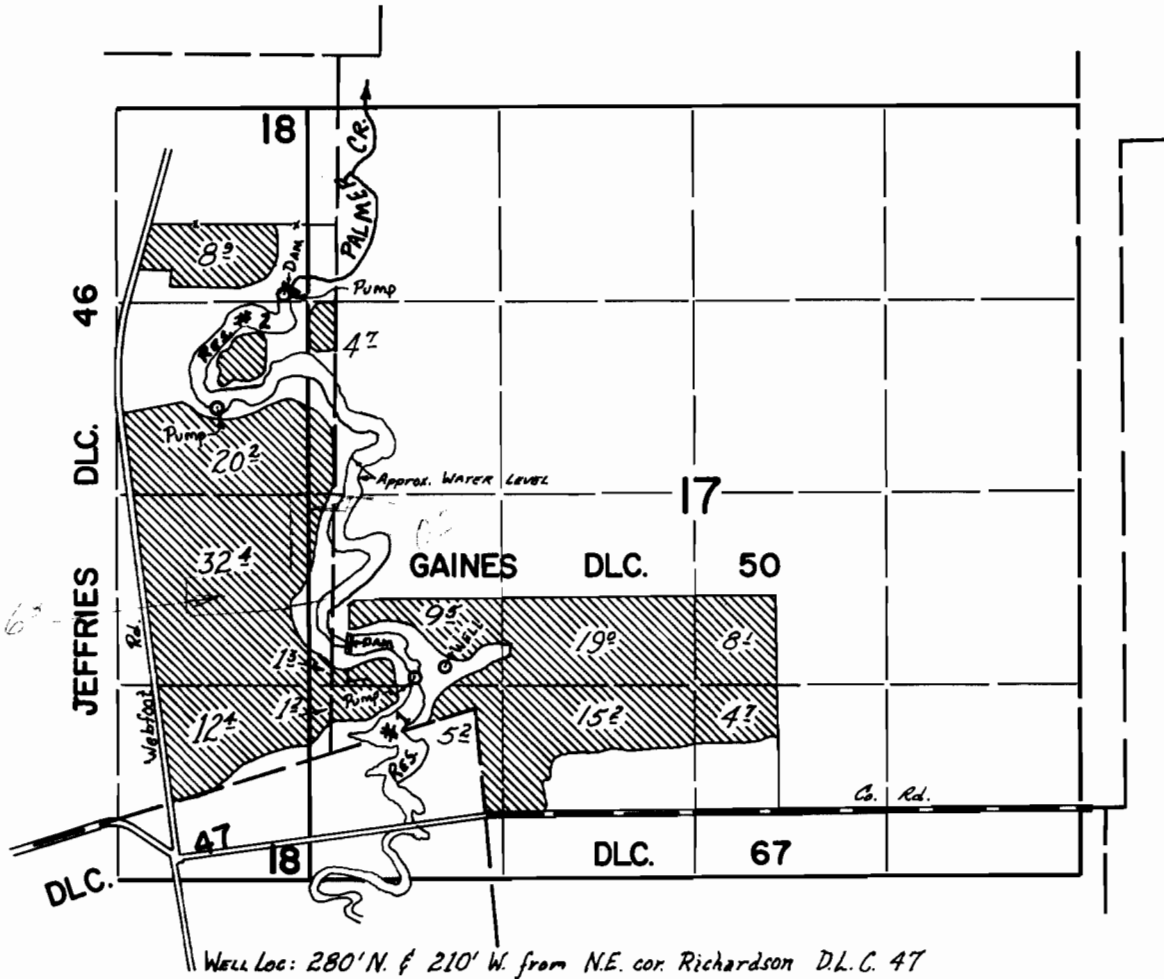 18
PALMER CR.
8.9
DAM
Pump
RES. #2
4.7
46
Pump
20.2
Approx. WATER LEVEL
17
JEFFRIES DLC.
32.4
GAINES DLC. 50
9.5
19.0
8.1
DAM
WELL
1.3
Pump
Webfoot Rd.
12.4
1.2
5.2
15.2
4.7
#1
RES.
Co. Rd.
47
18
DLC.
DLC. 67
WELL Loc: 280' N. & 210' W. from N.E. cor. Richardson D.L.C. 47